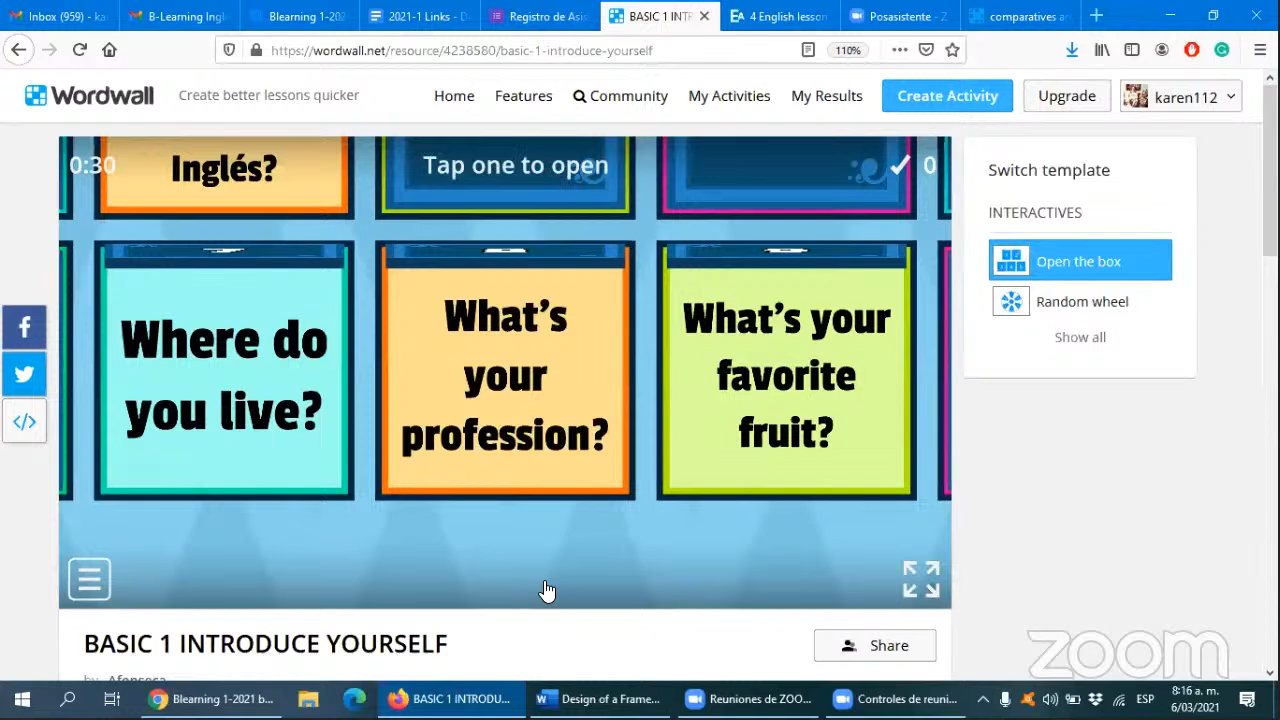 Inbox (959) - ka
B-Learning Ingl
Blearning 1-202
2021-1 Links - D
Registro de Asis
BASIC 1 INTR
4 English lesson
Posasistente - Z
comparatives an
https://wordwall.net/resource/4238580/basic-1-introduce-yourself
110%
Wordwall
Create better lessons quicker
Home
Features
Community
My Activities
My Results
Create Activity
Upgrade
karen112
0:30
Inglés?
Tap one to open
0
Where do
you live?
What's
your
profession?
What's your
favorite
fruit?
Switch template
INTERACTIVES
Open the box
Random wheel
Show all
BASIC 1 INTRODUCE YOURSELF
Share
by Afonseca
zoom
Blearning 1-2021 b...
BASIC 1 INTRODU...
Design of a Frame...
Reuniones de ZOO...
Controles de reuni...
ESP
8:16 a. m.
6/03/2021